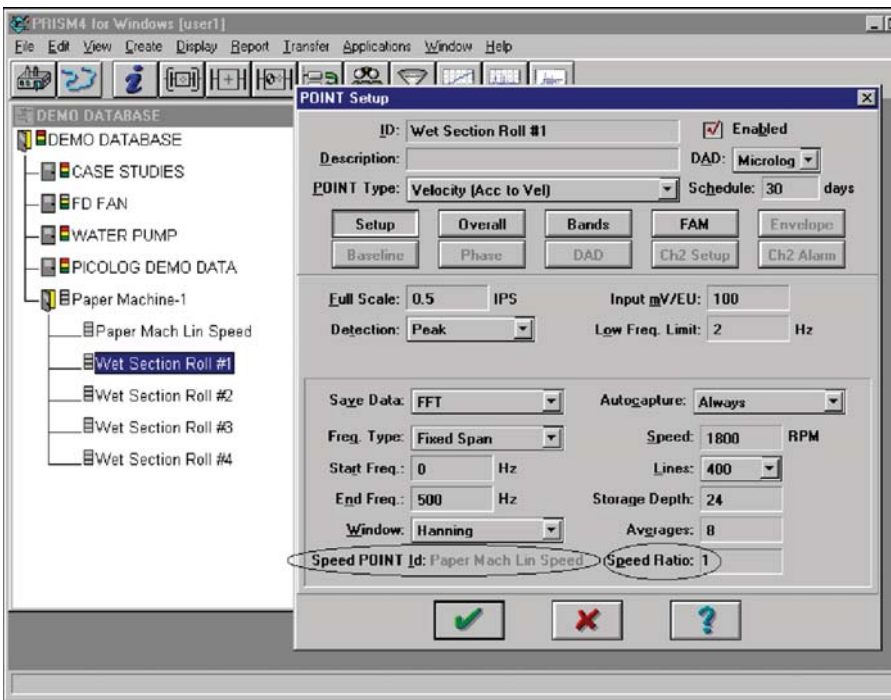 PRISM4 for Windows [user1]
File Edit View Create Display Report Transfer Applications Window Help
DEMO DATABASE
DEMO DATABASE
CASE STUDIES
FD FAN
WATER PUMP
PICOLOG DEMO DATA
Paper Machine-1
Paper Mach Lin Speed
Wet Section Roll #1
Wet Section Roll #2
Wet Section Roll #3
Wet Section Roll #4
POINT Setup
ID: Wet Section Roll #1 Enabled
Description: DAD: Microlog
POINT Type: Velocity (Acc to Vel) Schedule: 30 days
Setup Overall Bands FAM Envelope
Baseline Phase DAD Ch2 Setup Ch2 Alarm
Full Scale: 0.5 IPS Input mV/EU: 100
Detection: Peak Low Freq. Limit: 2 Hz
Save Data: FFT Autocapture: Always
Freq. Type: Fixed Span Speed: 1800 RPM
Start Freq.: 0 Hz Lines: 400
End Freq.: 500 Hz Storage Depth: 24
Window: Hanning Averages: 8
Speed POINT Id: Paper Mach Lin Speed Speed Ratio: 1